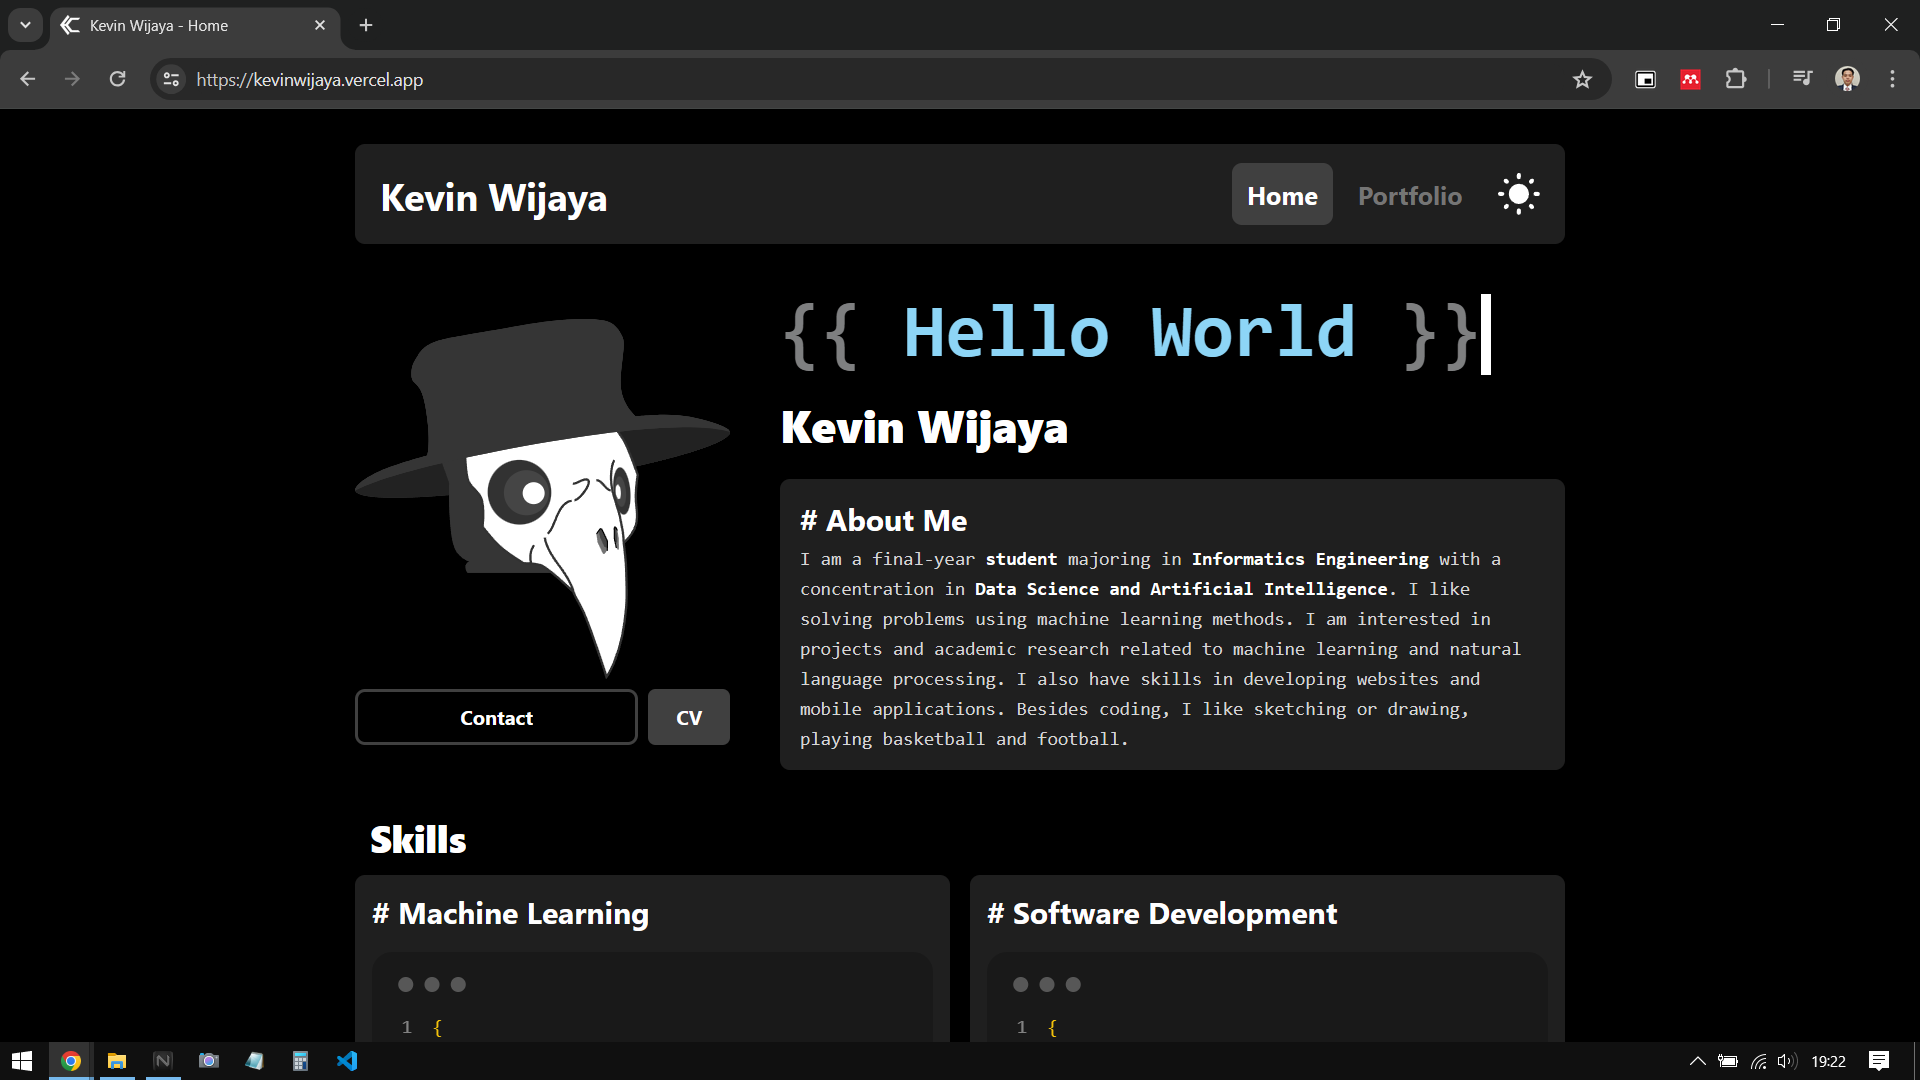 Kevin Wijaya - Home
https://kevinwijaya.vercel.app
Kevin Wijaya
Home
Portfolio
{{ Hello World }}
Kevin Wijaya
# About Me
I am a final-year student majoring in Informatics Engineering with a
concentration in Data Science and Artificial Intelligence. I like
solving problems using machine learning methods. I am interested in
projects and academic research related to machine learning and natural
language processing. I also have skills in developing websites and
mobile applications. Besides coding, I like sketching or drawing,
playing basketball and football.
Contact
CV
Skills
# Machine Learning
1 {
# Software Development
1 {
19:22